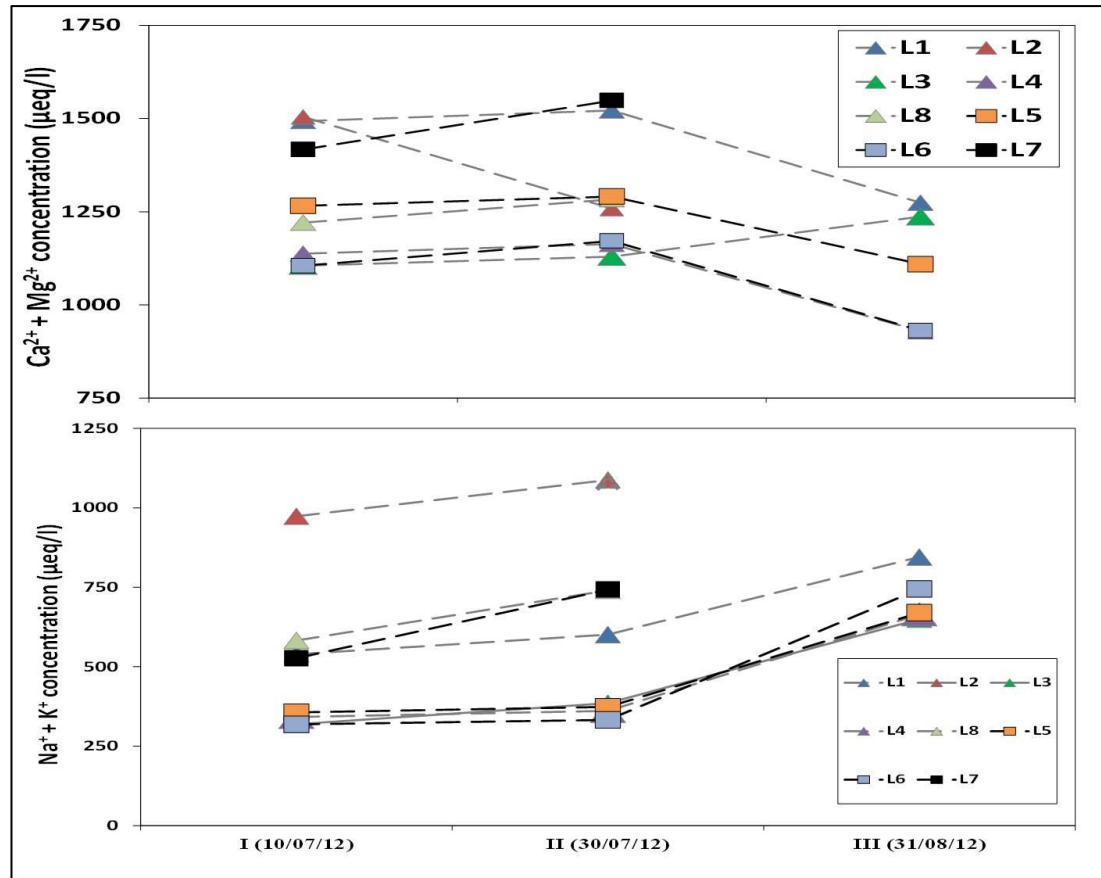 1750
1500
1250
1000
750
Ca²⁺ + Mg²⁺ concentration (µeq/l)
L1 L2
L3 L4
L8 L5
L6 L7
1250
1000
750
500
250
0
Na⁺ + K⁺ concentration (µeq/l)
L1 L2 L3
L4 L8 L5
L6 L7
I (10/07/12) II (30/07/12) III (31/08/12)